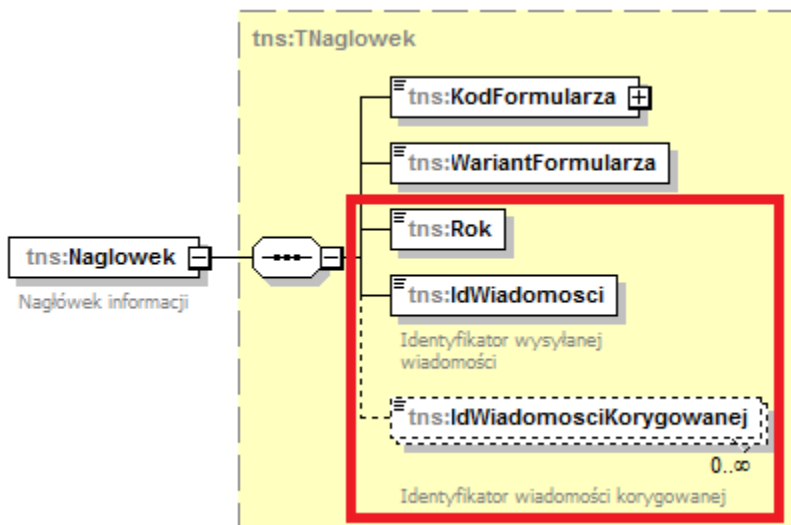 tns:TNaglowek
tns:KodFormularza
tns:WariantFormularza
tns:Rok
tns:Naglowek
Nagłówek informacji
tns:IdWiadomosci
Identyfikator wysyłanej
wiadomości
tns:IdWiadomosciKorygowanej
0..∞
Identyfikator wiadomości korygowanej